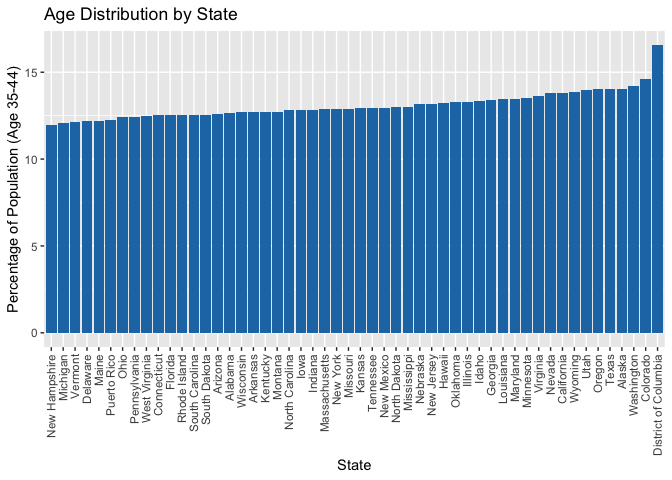 Age Distribution by State
Percentage of Population (Age 35-44)
15
10
5
0
New Hampshire
Michigan
Vermont
Delaware
Maine
Puerto Rico
Ohio
Pennsylvania
West Virginia
Connecticut
Florida
Rhode Island
South Carolina
South Dakota
Arizona
Alabama
Wisconsin
Arkansas
Kentucky
Montana
North Carolina
Iowa
Indiana
Massachusetts
New York
Missouri
Kansas
Tennessee
New Mexico
North Dakota
Mississippi
Nebraska
New Jersey
Hawaii
Oklahoma
Illinois
Idaho
Georgia
Louisiana
Maryland
Minnesota
Virginia
Nevada
California
Wyoming
Utah
Oregon
Texas
Alaska
Washington
Colorado
District of Columbia
State